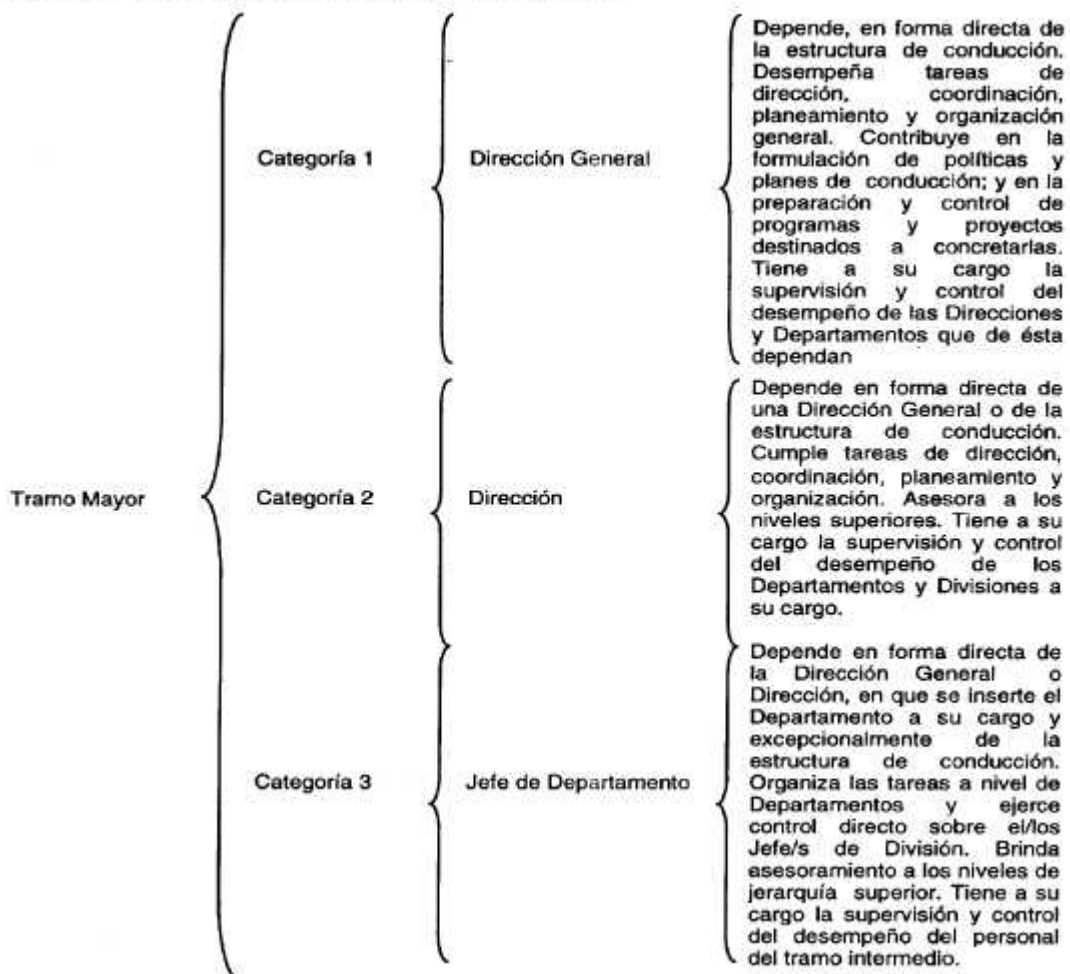 Tramo Mayor
Categoría 1
Dirección General
Depende, en forma directa de
la estructura de conducción.
Desempeña tareas de
dirección, coordinación,
planeamiento y organización
general. Contribuye en la
formulación de políticas y
planes de conducción; y en la
preparación y control de
programas y proyectos
destinados a concretarlas.
Tiene a su cargo la
supervisión y control del
desempeño de las Direcciones
y Departamentos que de ésta
dependan
Categoría 2
Dirección
Depende en forma directa de
una Dirección General o de la
estructura de conducción.
Cumple tareas de dirección,
coordinación, planeamiento y
organización. Asesora a los
niveles superiores. Tiene a su
cargo la supervisión y control
del desempeño de los
Departamentos y Divisiones a
su cargo.
Categoría 3
Jefe de Departamento
Depende en forma directa de
la Dirección General o
Dirección, en que se inserte el
Departamento a su cargo y
excepcionalmente de la
estructura de conducción.
Organiza las tareas a nivel de
Departamentos y ejerce
control directo sobre el/los
Jefe/s de División. Brinda
asesoramiento a los niveles de
jerarquía superior. Tiene a su
cargo la supervisión y control
del desempeño del personal
del tramo intermedio.